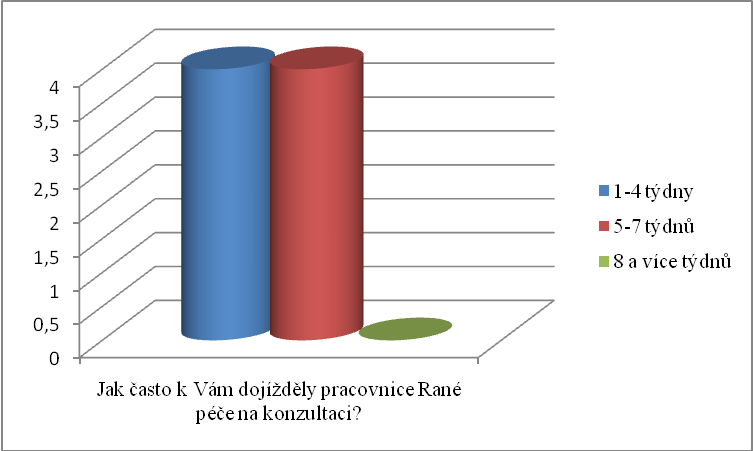 4
3,5
3
2,5
2
1,5
1
0,5
0
1-4 týdny
5-7 týdnů
8 a více týdnů
Jak často k Vám dojížděly pracovnice Rané
péče na konzultaci?